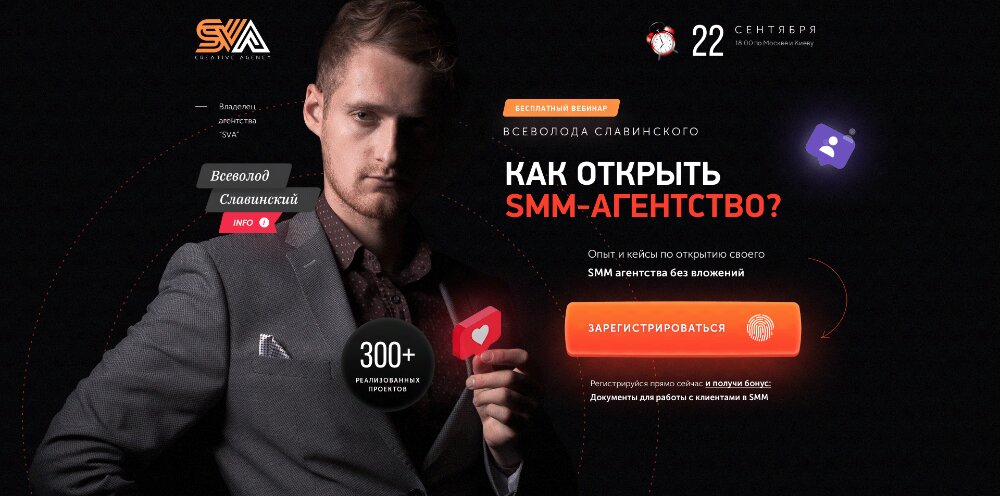 SVA
CREATIVE AGENCY
22
СЕНТЯБРЯ
18:00 по Москве и Киеву
Владелец
агентства
"SVA"
Всеволод
Славинский
INFO i
БЕСПЛАТНЫЙ ВЕБИНАР
ВСЕВОЛОДА СЛАВИНСКОГО
КАК ОТКРЫТЬ
SMM-АГЕНТСТВО?
Опыт и кейсы по открытию своего
SMM агентства без вложений
ЗАРЕГИСТРИРОВАТЬСЯ
300+
РЕАЛИЗОВАННЫХ
ПРОЕКТОВ
Регистрируйся прямо сейчас и получи бонус:
Документы для работы с клиентами в SMM